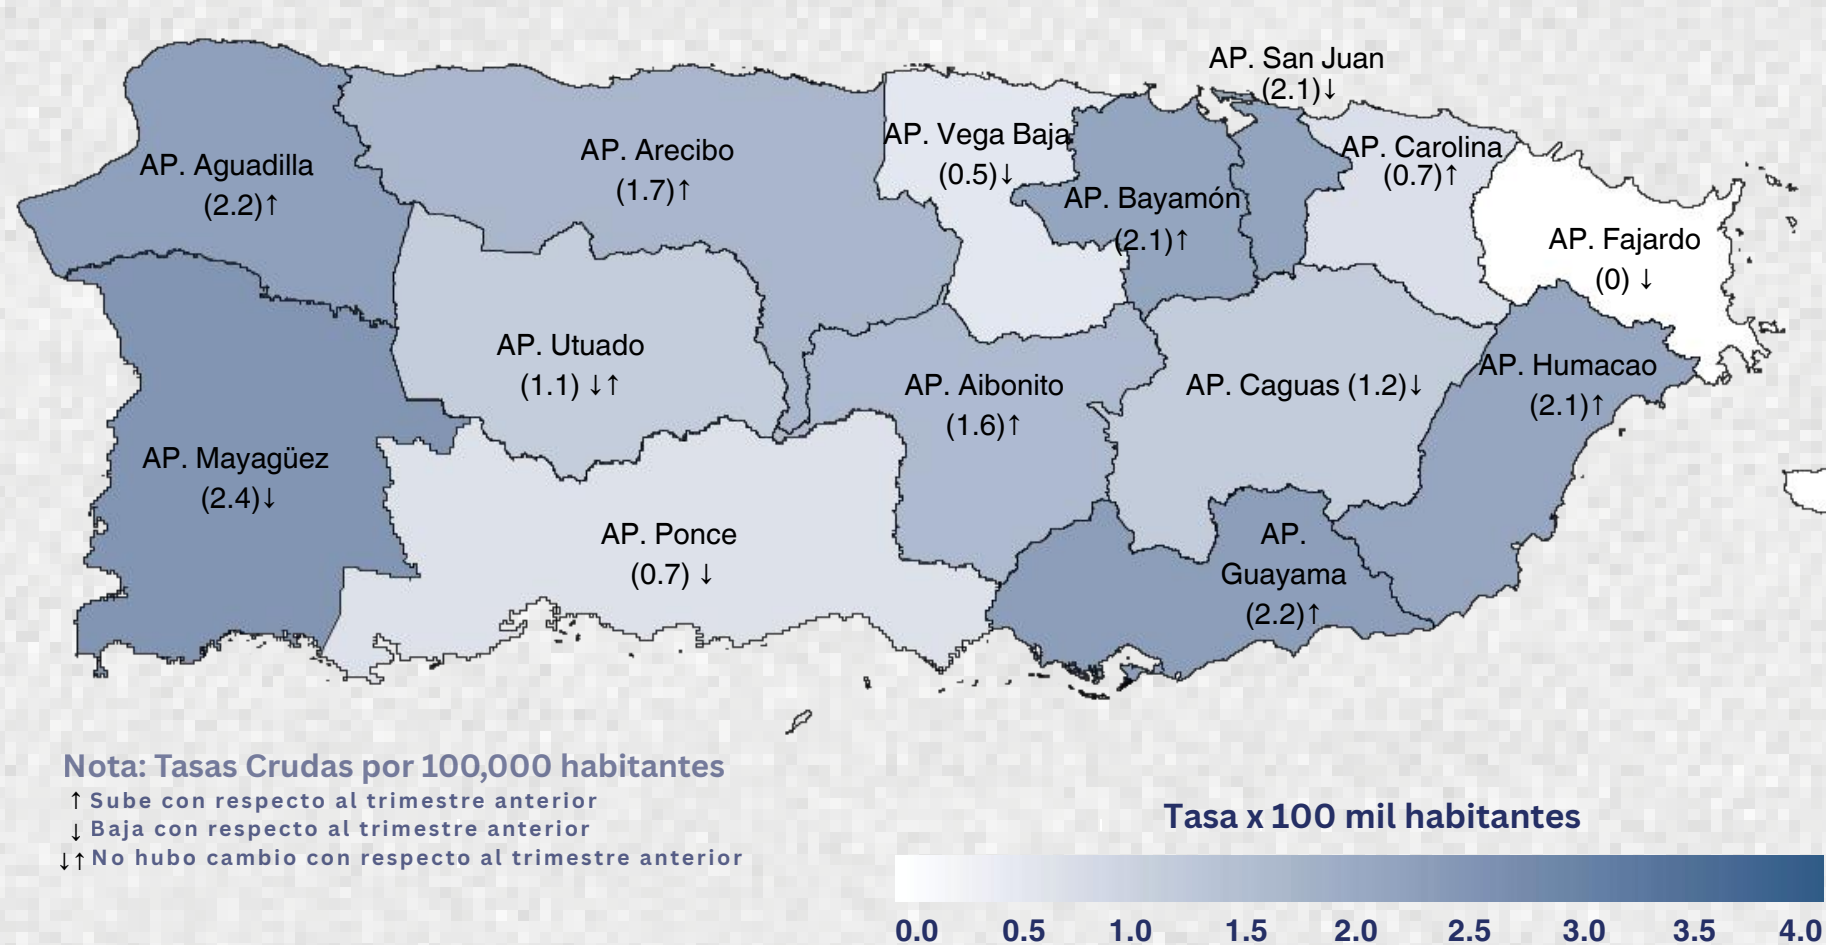 AP. San Juan
(2.1)↓
AP. Aguadilla
(2.2)↑
AP. Arecibo
(1.7)↑
AP. Vega Baja
(0.5)↓
AP. Bayamón
(2.1)↑
AP. Carolina
(0.7)↑
AP. Fajardo
(0) ↓
AP. Utuado
(1.1) ↓↑
AP. Aibonito
(1.6)↑
AP. Caguas (1.2)↓
AP. Humacao
(2.1)↑
AP. Mayagüez
(2.4)↓
AP. Ponce
(0.7) ↓
AP.
Guayama
(2.2)↑
Nota: Tasas Crudas por 100,000 habitantes
↑ Sube con respecto al trimestre anterior
↓ Baja con respecto al trimestre anterior
↓↑ No hubo cambio con respecto al trimestre anterior
Tasa x 100 mil habitantes
0.0 0.5 1.0 1.5 2.0 2.5 3.0 3.5 4.0